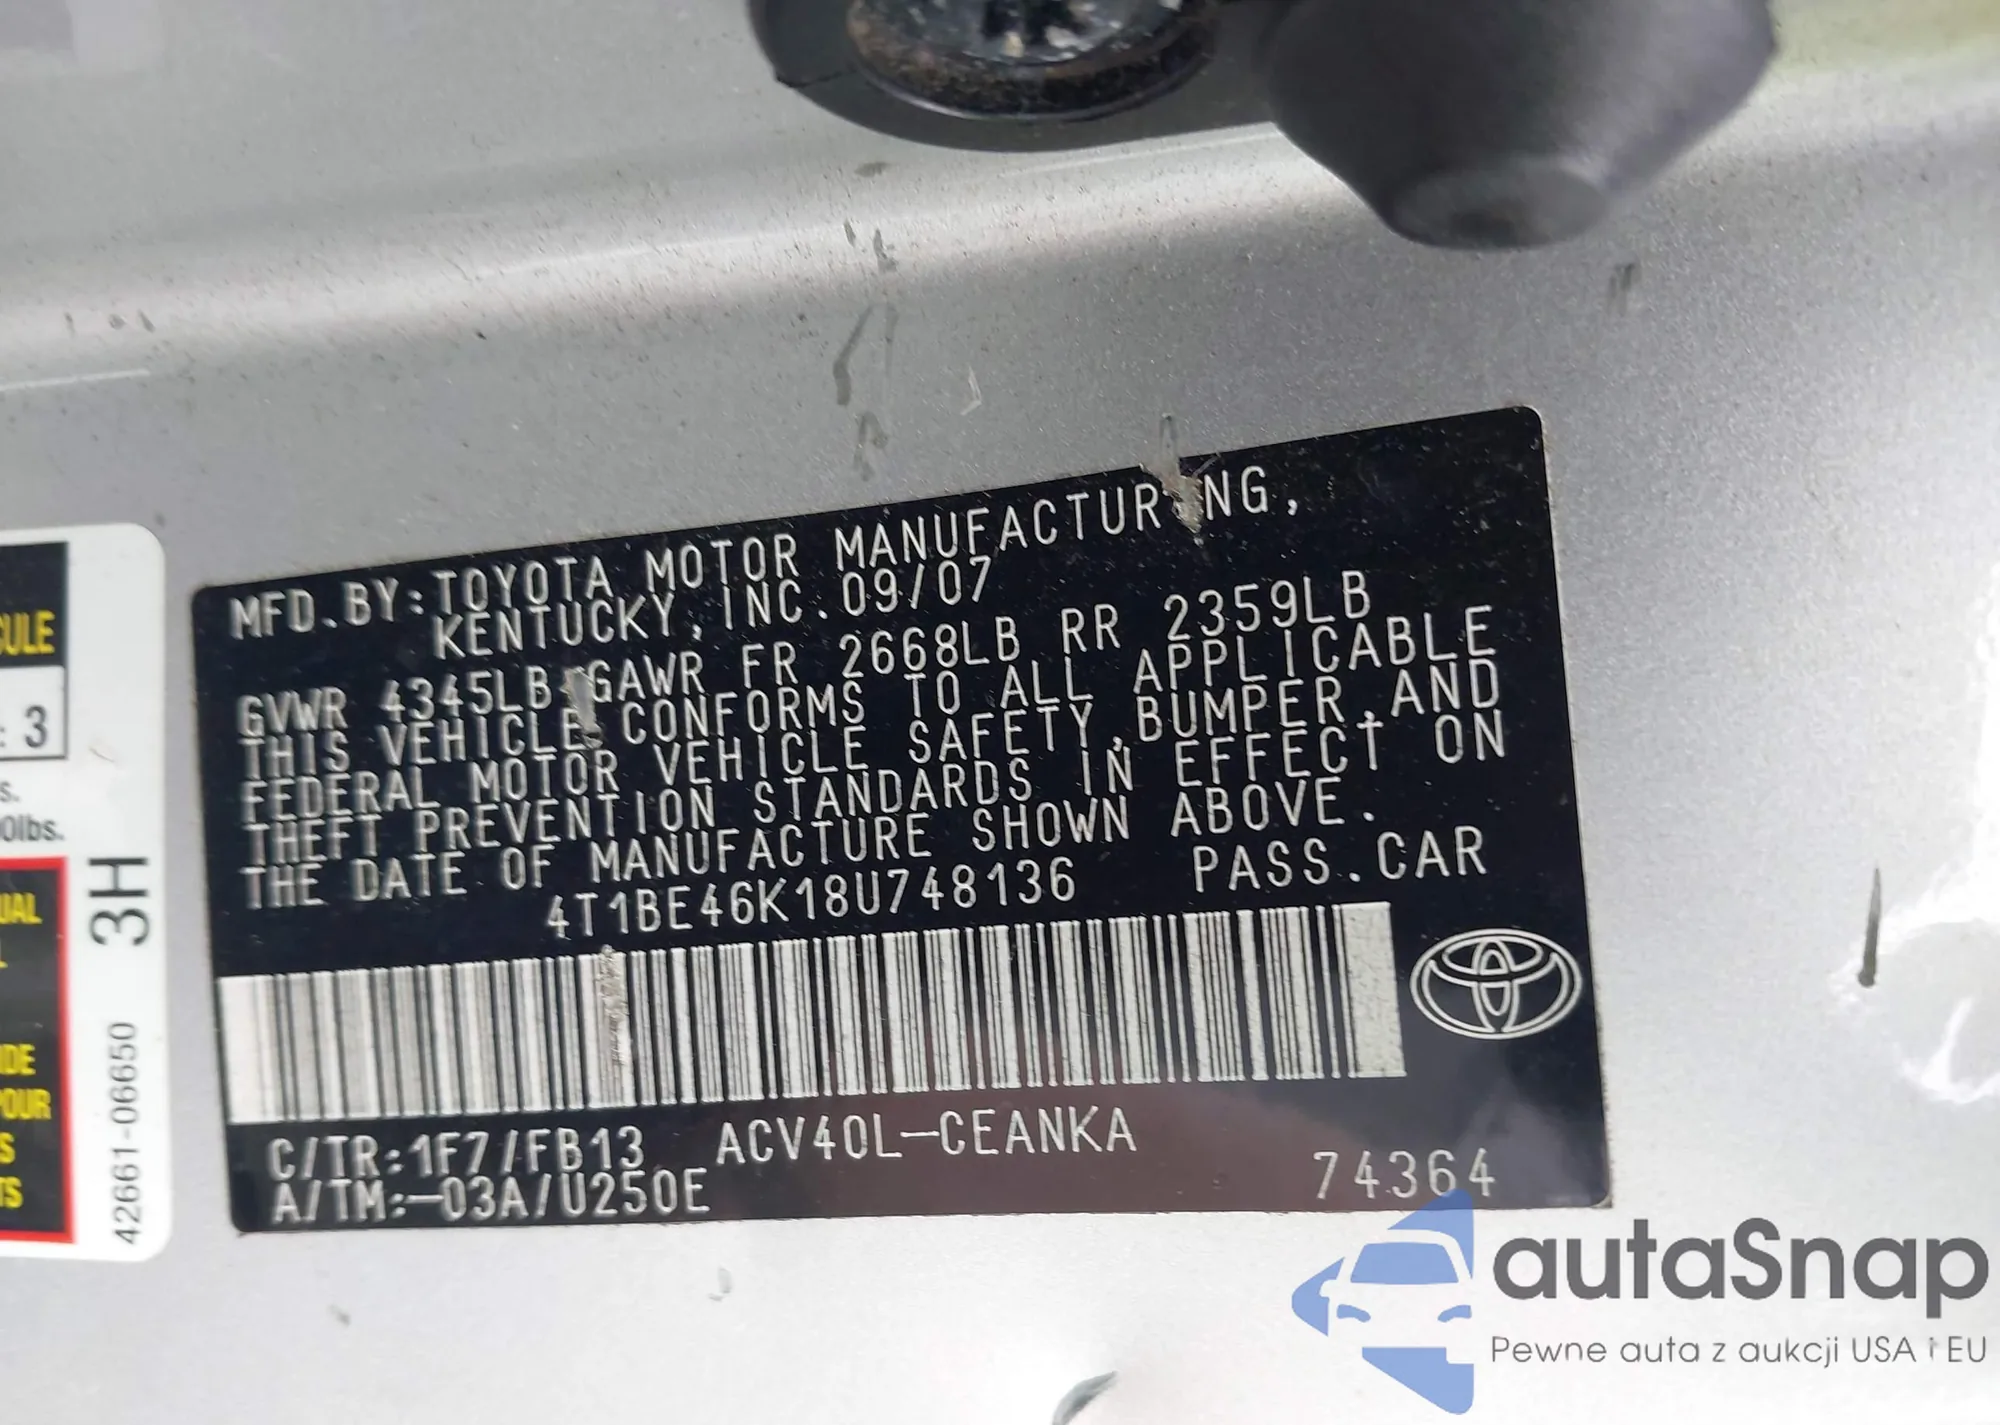 MFD.BY:TOYOTA MOTOR MANUFACTURING,
KENTUCKY,INC.09/07
GVWR 4345LB GAWR FR 2668LB RR 2359LB
THIS VEHICLE CONFORMS TO ALL APPLICABLE
FEDERAL MOTOR VEHICLE SAFETY,BUMPER,AND
THEFT PREVENTION STANDARDS IN EFFECT ON
THE DATE OF MANUFACTURE SHOWN ABOVE.
4T1BE46K18U748136 PASS.CAR
C/TR:1F7/FB13 ACV40L-CEANKA
A/TM:-03A/U250E 74364
: 3
0lbs.
3H
42661-06650
autaSnap
Pewne auta z aukcji USA i EU